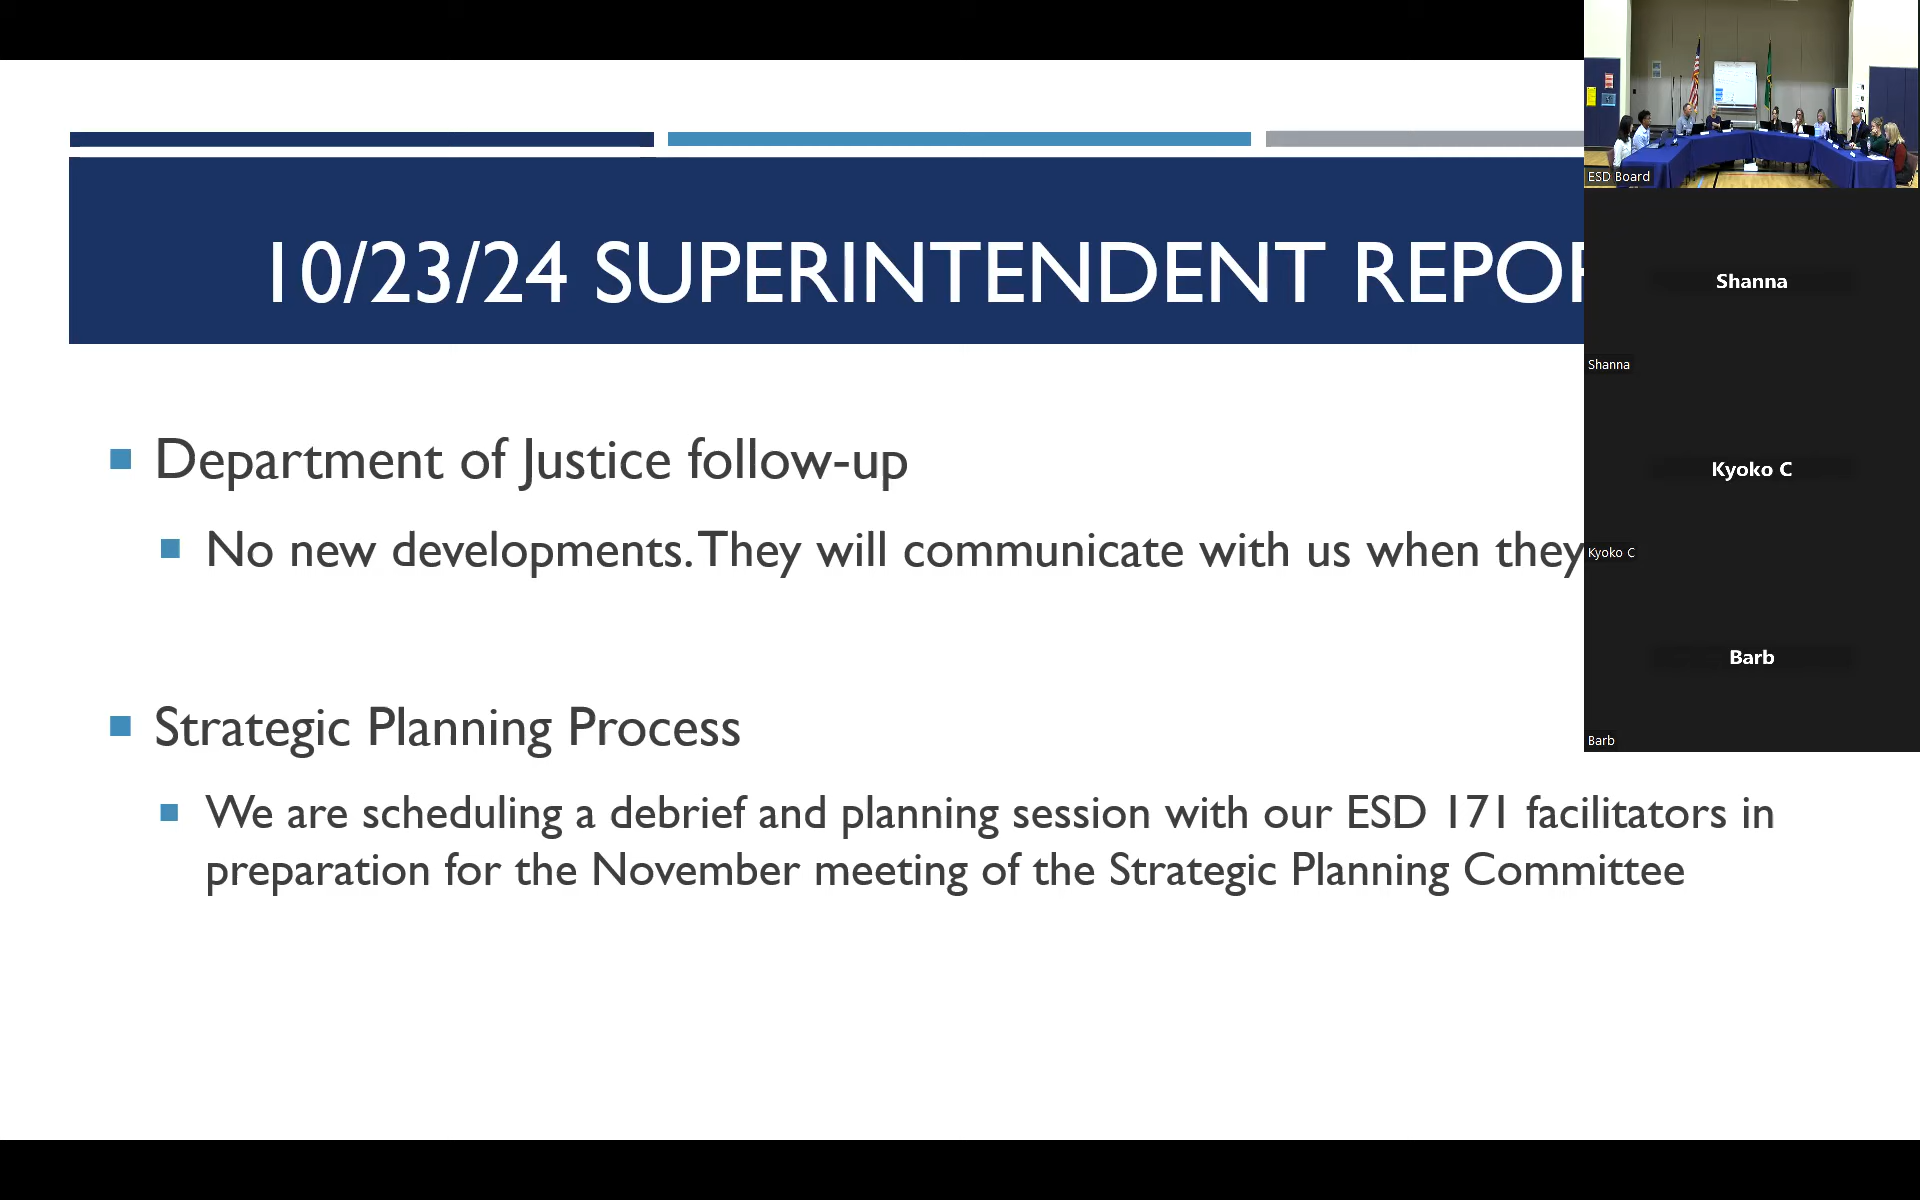 10/23/24 SUPERINTENDENT REPOR
Department of Justice follow-up
No new developments. They will communicate with us when they
Strategic Planning Process
We are scheduling a debrief and planning session with our ESD 171 facilitators in
preparation for the November meeting of the Strategic Planning Committee
ESD Board
Shanna
Shanna
Kyoko C
Kyoko C
Barb
Barb